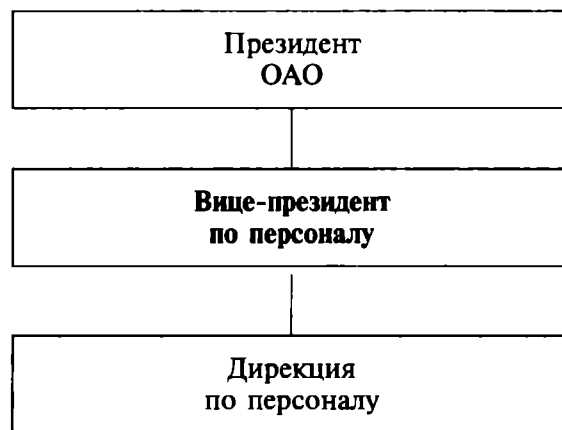 Президент
ОАО
Вице-президент
по персоналу
Дирекция
по персоналу